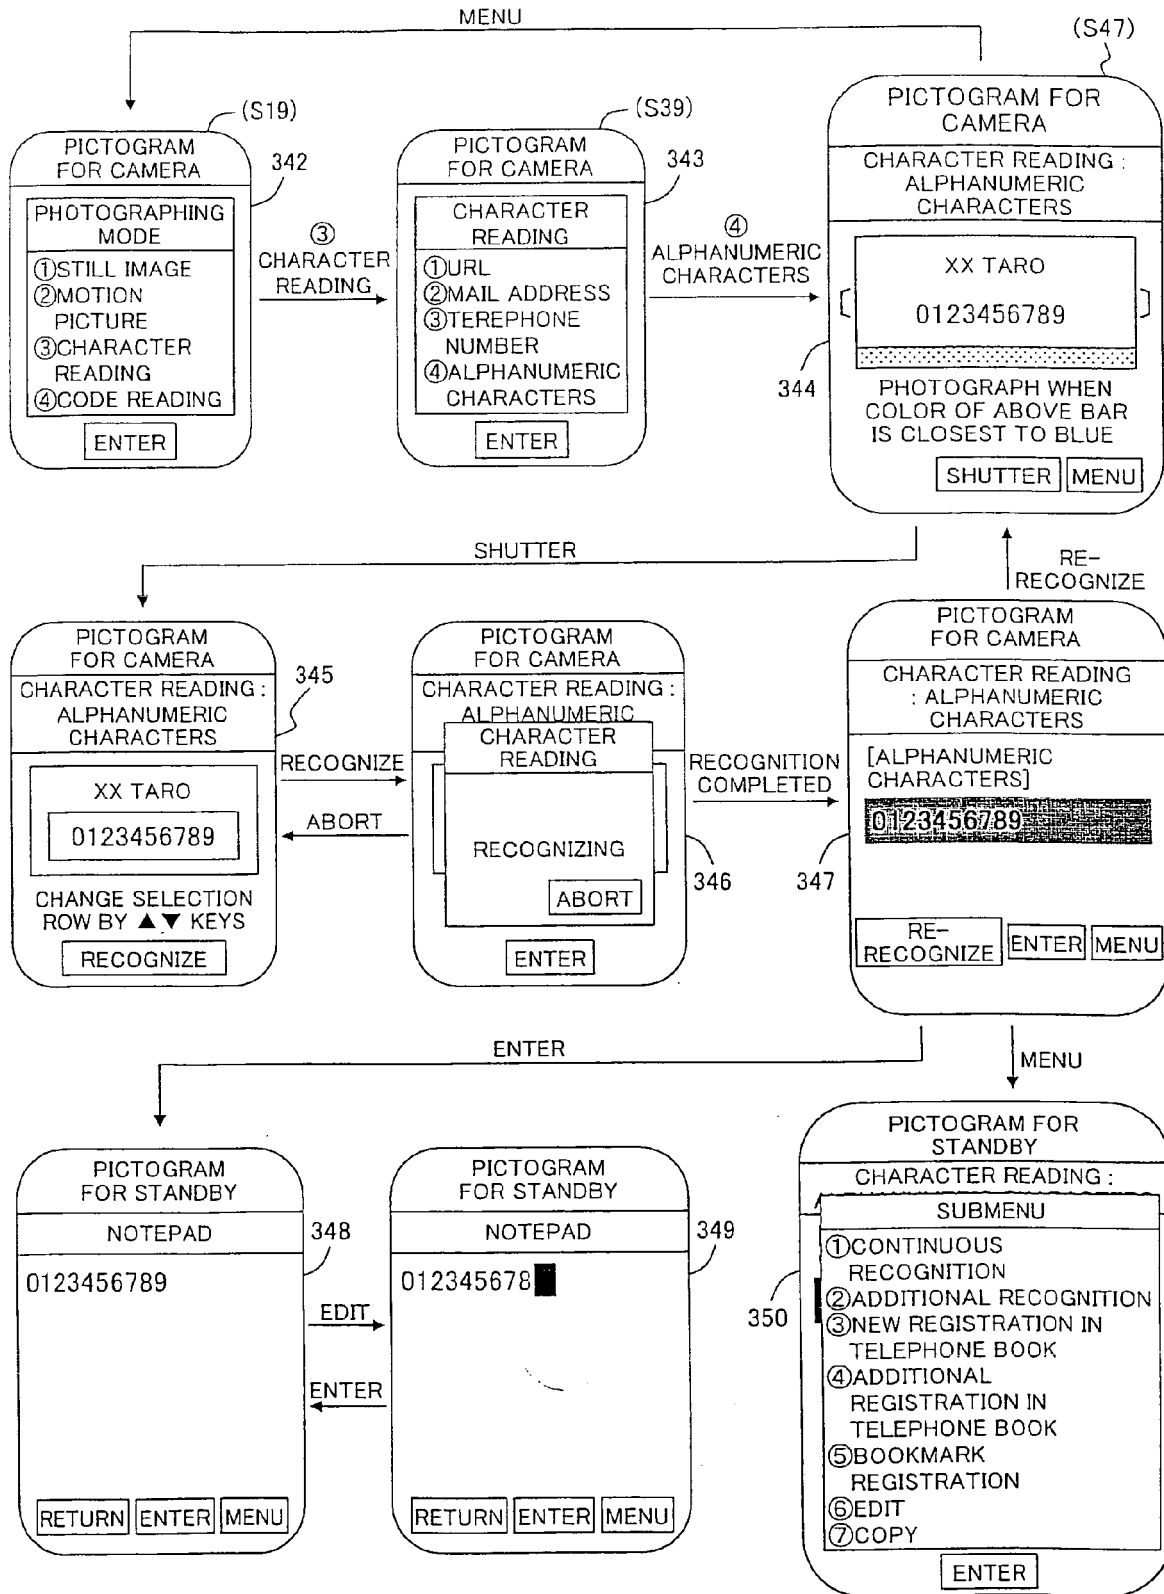 MENU
(S19)
PICTOGRAM
FOR CAMERA
342
PHOTOGRAPHING
MODE
①STILL IMAGE
②MOTION
PICTURE
③CHARACTER
READING
④CODE READING
ENTER
③
CHARACTER
READING
(S39)
PICTOGRAM
FOR CAMERA
343
CHARACTER
READING
①URL
②MAIL ADDRESS
③TEREPHONE
NUMBER
④ALPHANUMERIC
CHARACTERS
ENTER
④
ALPHANUMERIC
CHARACTERS
(S47)
PICTOGRAM FOR
CAMERA
CHARACTER READING :
ALPHANUMERIC
CHARACTERS
XX TARO
0123456789
344
PHOTOGRAPH WHEN
COLOR OF ABOVE BAR
IS CLOSEST TO BLUE
SHUTTER MENU
SHUTTER
RE-
RECOGNIZE
PICTOGRAM
FOR CAMERA
CHARACTER READING :
ALPHANUMERIC
CHARACTERS
345
XX TARO
0123456789
CHANGE SELECTION
ROW BY ▲▼ KEYS
RECOGNIZE
RECOGNIZE
ABORT
PICTOGRAM
FOR CAMERA
CHARACTER READING :
ALPHANUMERIC
CHARACTER
READING
RECOGNIZING
ABORT
ENTER
346
RECOGNITION
COMPLETED
PICTOGRAM
FOR CAMERA
CHARACTER READING
: ALPHANUMERIC
CHARACTERS
[ALPHANUMERIC
CHARACTERS]
0123456789
347
RE-
RECOGNIZE ENTER MENU
ENTER
MENU
PICTOGRAM
FOR STANDBY
NOTEPAD
348
0123456789
RETURN ENTER MENU
EDIT
ENTER
PICTOGRAM
FOR STANDBY
NOTEPAD
349
012345678
RETURN ENTER MENU
PICTOGRAM FOR
STANDBY
CHARACTER READING :
SUBMENU
350
①CONTINUOUS
RECOGNITION
②ADDITIONAL RECOGNITION
③NEW REGISTRATION IN
TELEPHONE BOOK
④ADDITIONAL
REGISTRATION IN
TELEPHONE BOOK
⑤BOOKMARK
REGISTRATION
⑥EDIT
⑦COPY
ENTER